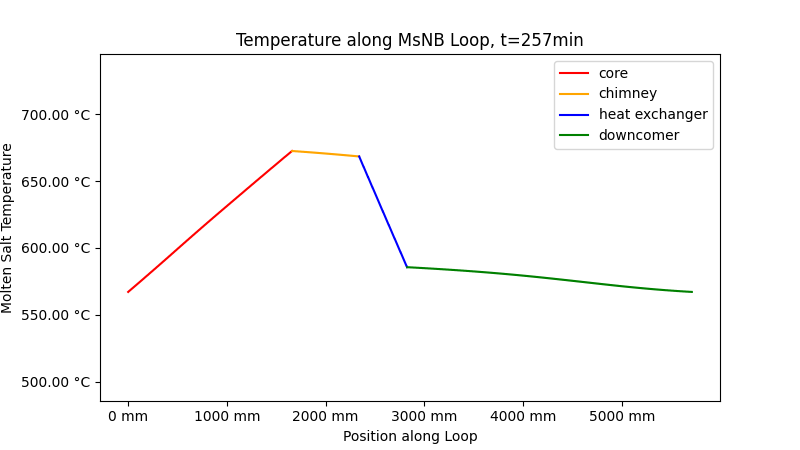 Temperature along MsNB Loop, t=257min
core
chimney
heat exchanger
downcomer
700.00 °C
650.00 °C
600.00 °C
550.00 °C
500.00 °C
Molten Salt Temperature
0 mm
1000 mm
2000 mm
3000 mm
4000 mm
5000 mm
Position along Loop